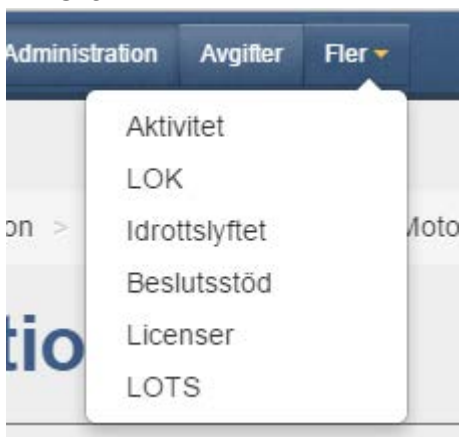 Administration Avgifter Fler
Aktivitet
LOK
Idrottslyftet
Beslutsstöd
Licenser
LOTS